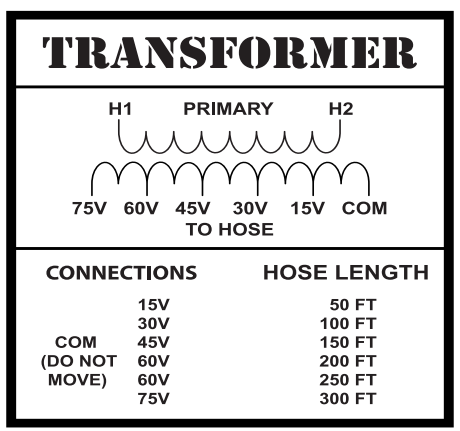 TRANSFORMER
H1 PRIMARY H2
75V 60V 45V 30V 15V COM
TO HOSE
CONNECTIONS HOSE LENGTH
15V 50 FT
30V 100 FT
COM 45V 150 FT
(DO NOT 60V 200 FT
MOVE) 60V 250 FT
75V 300 FT